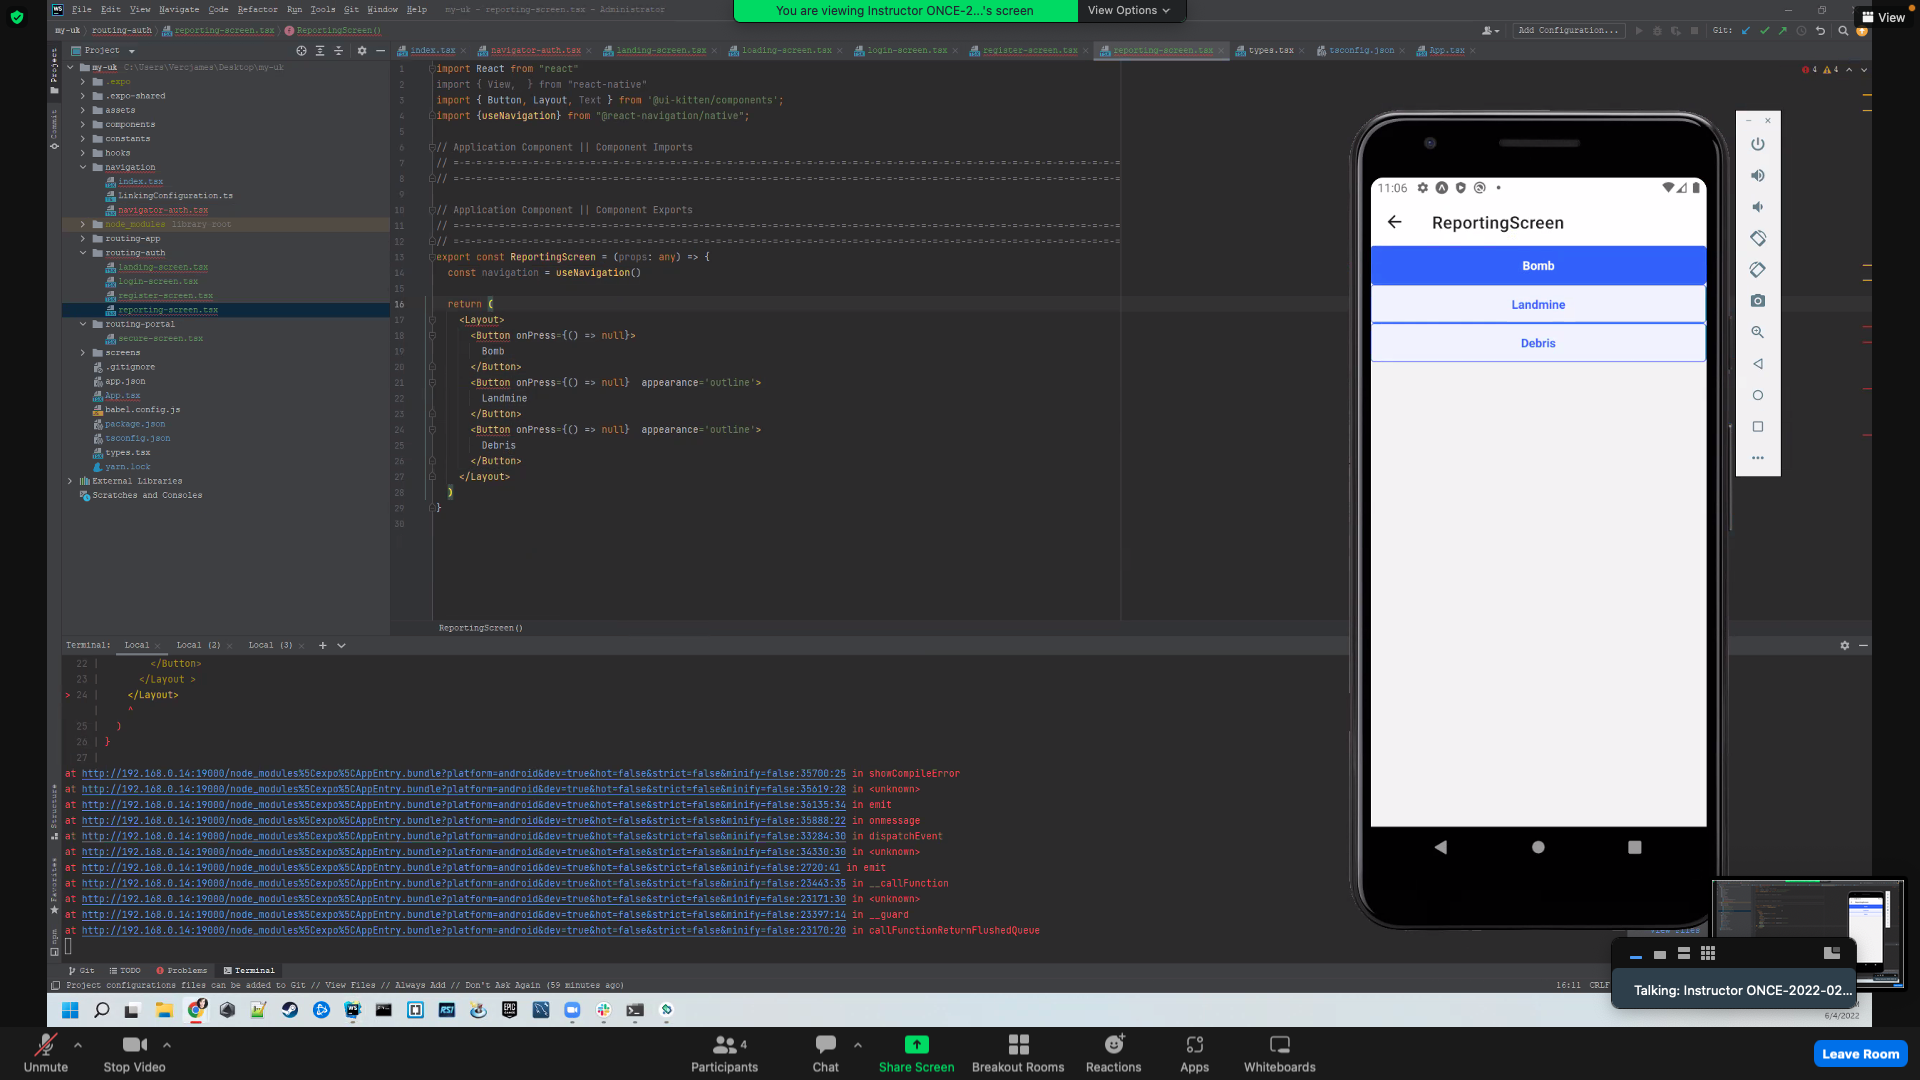 You are viewing Instructor ONCE-2...'s screen
View Options
View
File Edit View Navigate Code Refactor Run Tools Git Window Help my-uk - reporting-screen.tsx - Administrator
my-uk routing-auth reporting-screen.tsx ReportingScreen()
Add Configuration... Git:
Project
index.tsx navigator-auth.tsx landing-screen.tsx loading-screen.tsx login-screen.tsx register-screen.tsx reporting-screen.tsx types.tsx tsconfig.json App.tsx
my-uk C:\Users\Vercjames\Desktop\my-uk
.expo
.expo-shared
assets
components
constants
hooks
navigation
index.tsx
LinkingConfiguration.ts
navigator-auth.tsx
node_modules library root
routing-app
routing-auth
landing-screen.tsx
login-screen.tsx
register-screen.tsx
reporting-screen.tsx
routing-portal
secure-screen.tsx
screens
.gitignore
app.json
App.tsx
babel.config.js
package.json
tsconfig.json
types.tsx
yarn.lock
External Libraries
Scratches and Consoles
Project
Commit
1 import React from "react"
2 import { View, } from "react-native"
3 import { Button, Layout, Text } from '@ui-kitten/components';
4 import {useNavigation} from "@react-navigation/native";
5
6 // Application Component || Component Imports
7 // =-=-=-=-=-=-=-=-=-=-=-=-=-=-=-=-=-=-=-=-=-=-=-=-=-=-=-=-=-=-=-=-=-=-=-=-=-=-=-=-=-=-=-=-=-=-=-=-=-=-=-=-=-=-=-=-=-=-=-=
8 // =-=-=-=-=-=-=-=-=-=-=-=-=-=-=-=-=-=-=-=-=-=-=-=-=-=-=-=-=-=-=-=-=-=-=-=-=-=-=-=-=-=-=-=-=-=-=-=-=-=-=-=-=-=-=-=-=-=-=-=
9
10 // Application Component || Component Exports
11 // =-=-=-=-=-=-=-=-=-=-=-=-=-=-=-=-=-=-=-=-=-=-=-=-=-=-=-=-=-=-=-=-=-=-=-=-=-=-=-=-=-=-=-=-=-=-=-=-=-=-=-=-=-=-=-=-=-=-=-=
12 // =-=-=-=-=-=-=-=-=-=-=-=-=-=-=-=-=-=-=-=-=-=-=-=-=-=-=-=-=-=-=-=-=-=-=-=-=-=-=-=-=-=-=-=-=-=-=-=-=-=-=-=-=-=-=-=-=-=-=-=
13 export const ReportingScreen = (props: any) => {
14 const navigation = useNavigation()
15
16 return (
17 <Layout>
18 <Button onPress={() => null}>
19 Bomb
20 </Button>
21 <Button onPress={() => null} appearance='outline'>
22 Landmine
23 </Button>
24 <Button onPress={() => null} appearance='outline'>
25 Debris
26 </Button>
27 </Layout>
28 )
29 }
30
4 4
ReportingScreen()
11:06
ReportingScreen
Bomb
Landmine
Debris
Terminal: Local Local (2) Local (3)
22 | </Button>
23 | </Layout >
> 24 | </Layout>
| ^
25 | )
26 | }
27 |
at http://192.168.0.14:19000/node_modules%5Cexpo%5CAppEntry.bundle?platform=android&dev=true&hot=false&strict=false&minify=false:35700:25 in showCompileError
at http://192.168.0.14:19000/node_modules%5Cexpo%5CAppEntry.bundle?platform=android&dev=true&hot=false&strict=false&minify=false:35619:28 in <unknown>
at http://192.168.0.14:19000/node_modules%5Cexpo%5CAppEntry.bundle?platform=android&dev=true&hot=false&strict=false&minify=false:36135:34 in emit
at http://192.168.0.14:19000/node_modules%5Cexpo%5CAppEntry.bundle?platform=android&dev=true&hot=false&strict=false&minify=false:35888:22 in onmessage
at http://192.168.0.14:19000/node_modules%5Cexpo%5CAppEntry.bundle?platform=android&dev=true&hot=false&strict=false&minify=false:33284:30 in dispatchEvent
at http://192.168.0.14:19000/node_modules%5Cexpo%5CAppEntry.bundle?platform=android&dev=true&hot=false&strict=false&minify=false:34330:30 in <unknown>
at http://192.168.0.14:19000/node_modules%5Cexpo%5CAppEntry.bundle?platform=android&dev=true&hot=false&strict=false&minify=false:2720:41 in emit
at http://192.168.0.14:19000/node_modules%5Cexpo%5CAppEntry.bundle?platform=android&dev=true&hot=false&strict=false&minify=false:23443:35 in __callFunction
at http://192.168.0.14:19000/node_modules%5Cexpo%5CAppEntry.bundle?platform=android&dev=true&hot=false&strict=false&minify=false:23171:30 in <unknown>
at http://192.168.0.14:19000/node_modules%5Cexpo%5CAppEntry.bundle?platform=android&dev=true&hot=false&strict=false&minify=false:23397:14 in __guard
at http://192.168.0.14:19000/node_modules%5Cexpo%5CAppEntry.bundle?platform=android&dev=true&hot=false&strict=false&minify=false:23170:20 in callFunctionReturnFlushedQueue
Structure
Favorites
npm
View files
Git TODO Problems Terminal
Project configurations files can be added to Git // View Files // Always Add // Don't Ask Again (59 minutes ago)
16:11 CRLF
Talking: Instructor ONCE-2022-02...
6/4/2022
Unmute
Stop Video
4
Participants
Chat
Share Screen
Breakout Rooms
Reactions
Apps
Whiteboards
Leave Room